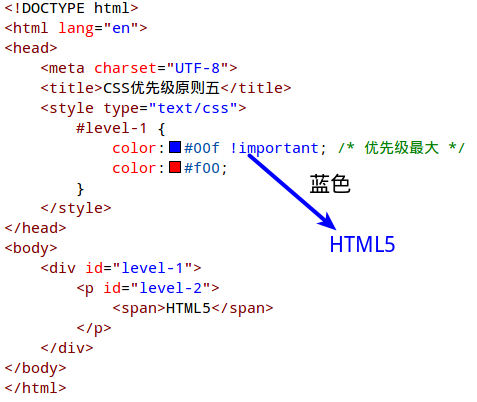 <!DOCTYPE html>
<html lang="en">
<head>
    <meta charset="UTF-8">
    <title>CSS优先级原则五</title>
    <style type="text/css">
        #level-1 {
            color: #00f !important; /* 优先级最大 */
            color: #f00;
蓝色
        }
    </style>
HTML5
</head>
<body>
    <div id="level-1">
        <p id="level-2">
            <span>HTML5</span>
        </p>
    </div>
</body>
</html>